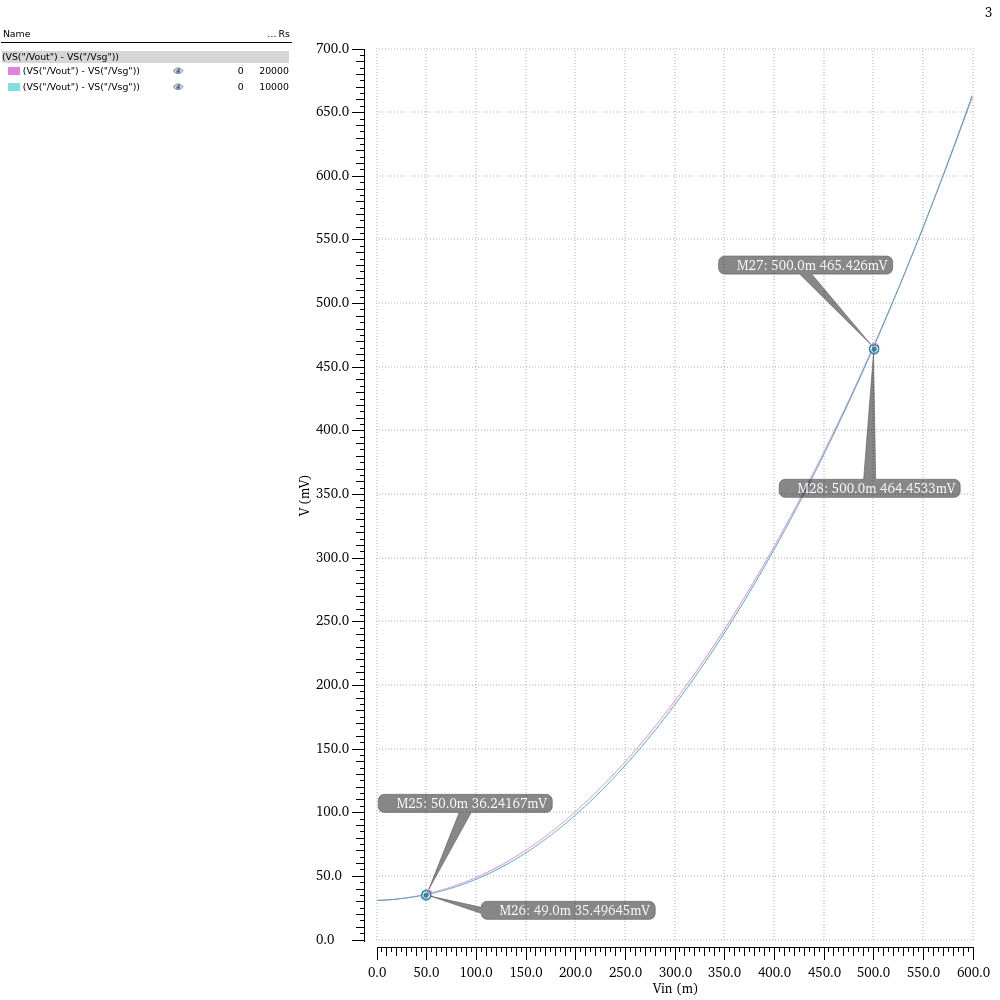 3
Name ... Rs
(VS("/Vout") - VS("/Vsg"))
(VS("/Vout") - VS("/Vsg")) 0 20000
(VS("/Vout") - VS("/Vsg")) 0 10000
700.0
650.0
600.0
550.0
500.0
450.0
400.0
350.0
300.0
250.0
200.0
150.0
100.0
50.0
0.0
V (mV)
M27: 500.0m 465.426mV
M28: 500.0m 464.4533mV
M25: 50.0m 36.24167mV
M26: 49.0m 35.49645mV
0.0 50.0 100.0 150.0 200.0 250.0 300.0 350.0 400.0 450.0 500.0 550.0 600.0
Vin (m)